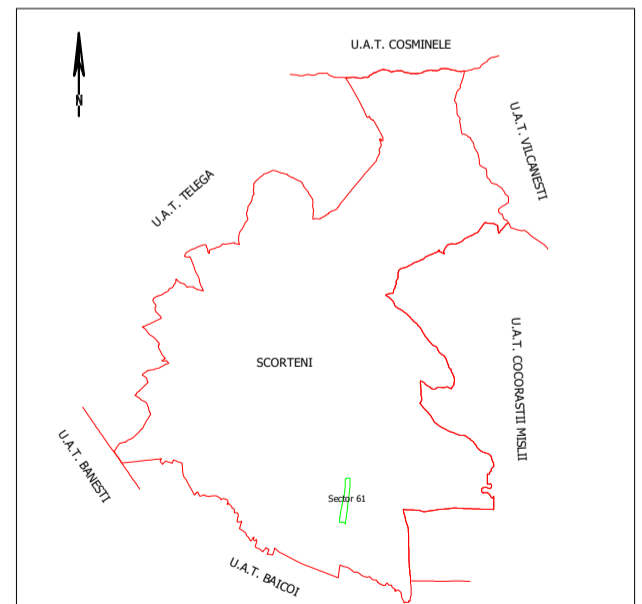 U.A.T. COSMINELE
N
U.A.T. VILCANESTI
U.A.T. TELEGA
U.A.T. COCORASTII MISLII
SCORTENI
U.A.T. BANESTI
Sector 61
U.A.T. BAICOI